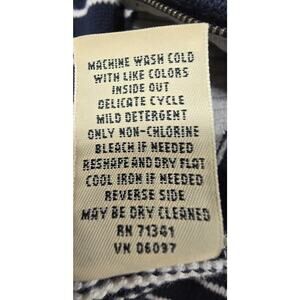 MACHINE WASH COLD
WITH LIKE COLORS
INSIDE OUT
DELICATE CYCLE
MILD DETERGENT
ONLY NON-CHLORINE
BLEACH IF NEEDED
RESHAPE AND DRY FLAT
COOL IRON IF NEEDED
REVERSE SIDE
MAY BE DRY CLEANED
RN 71341
VN 06097